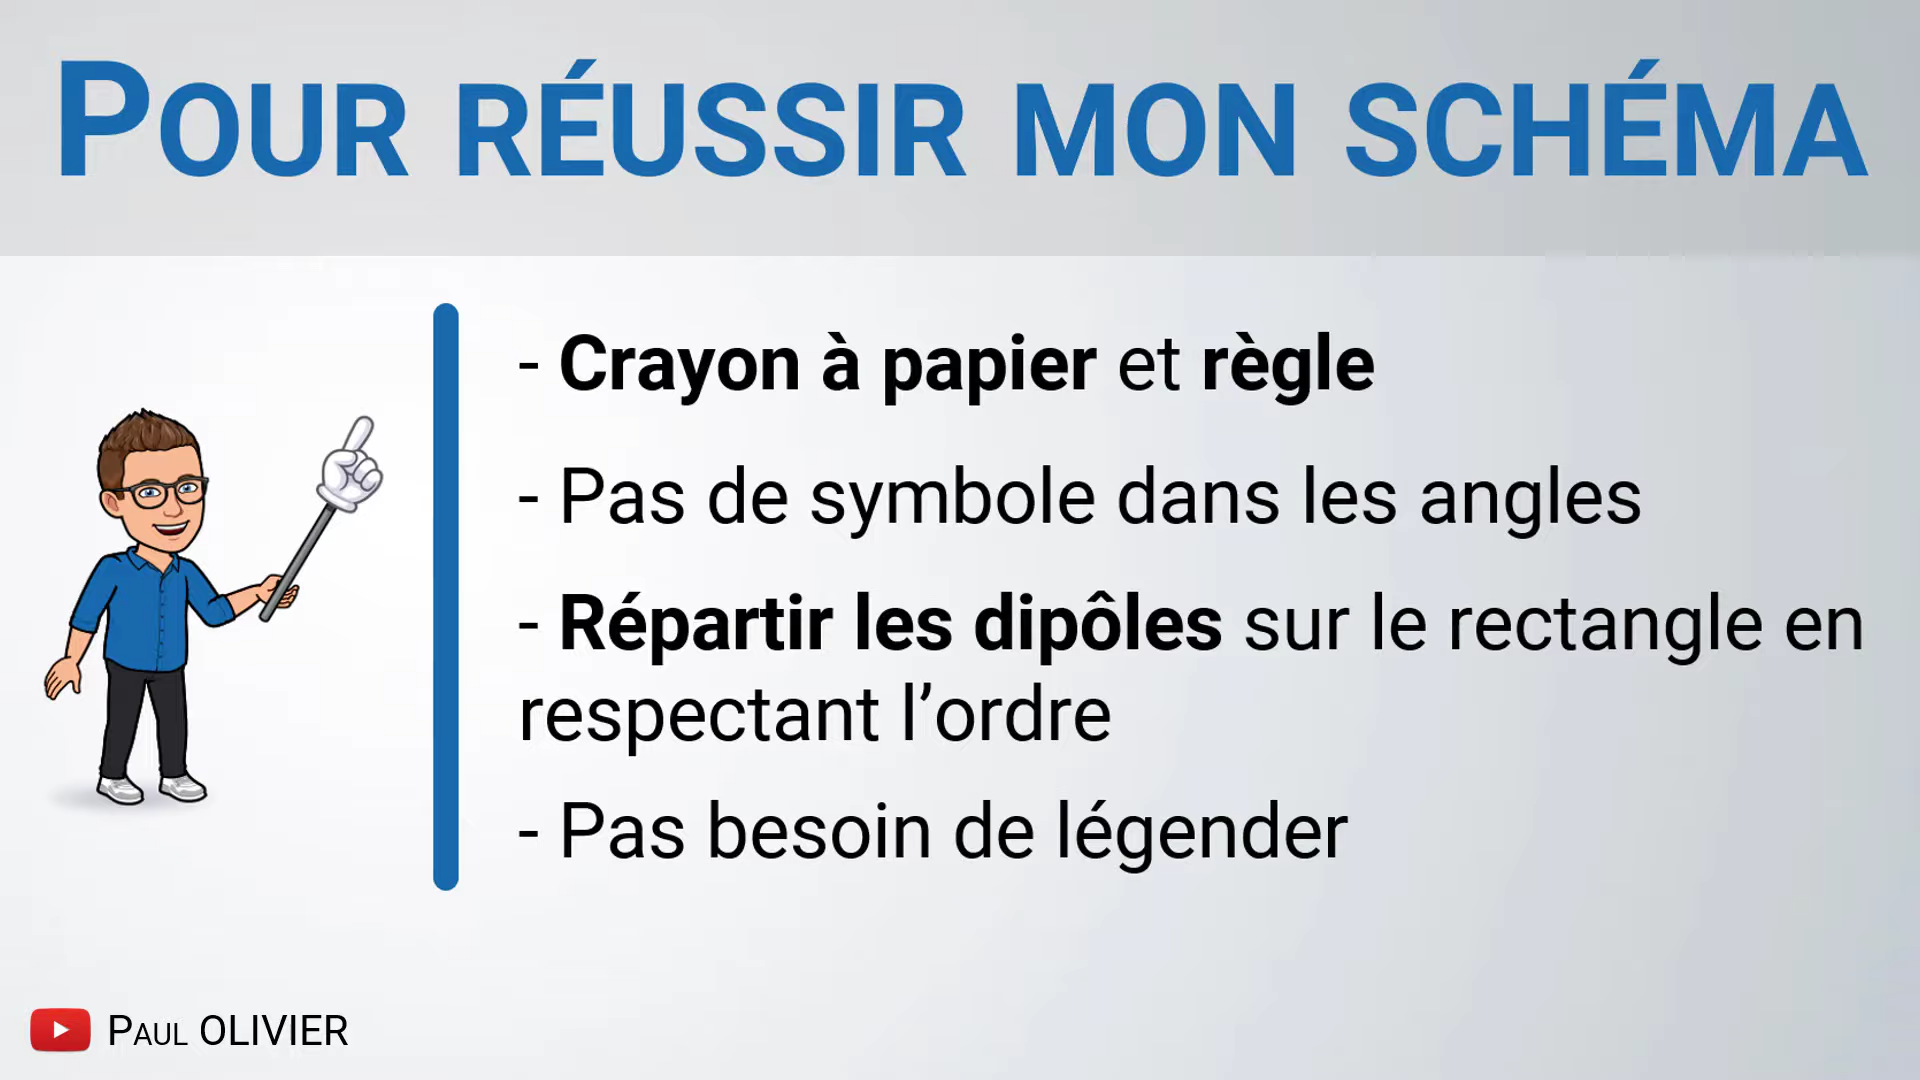 Pour réussir mon schéma
- Crayon à papier et règle
- Pas de symbole dans les angles
- Répartir les dipôles sur le rectangle en
respectant l’ordre
- Pas besoin de légender
Paul OLIVIER